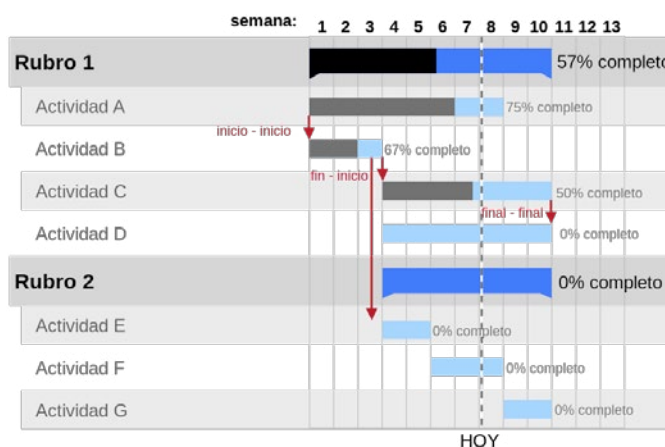 semana: 1 2 3 4 5 6 7 8 9 10 11 12 13
Rubro 1 57% completo
Actividad A 75% completo
inicio - inicio
Actividad B 67% completo
fin - inicio
Actividad C 50% completo
final - final
Actividad D 0% completo
Rubro 2 0% completo
Actividad E 0% completo
Actividad F 0% completo
Actividad G 0% completo
HOY